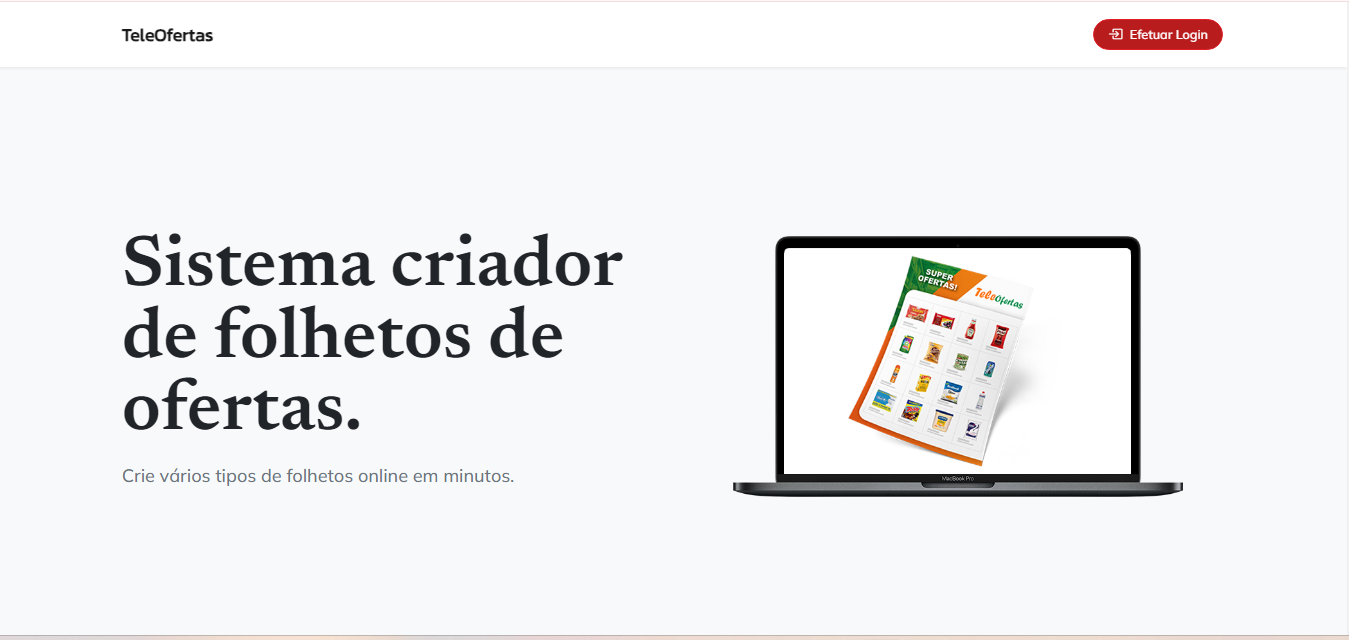 TeleOfertas
Efetuar Login
Sistema criador
de folhetos de
ofertas.
Crie vários tipos de folhetos online em minutos.
SUPER
OFERTAS!
TeleOfertas
MacBook Pro